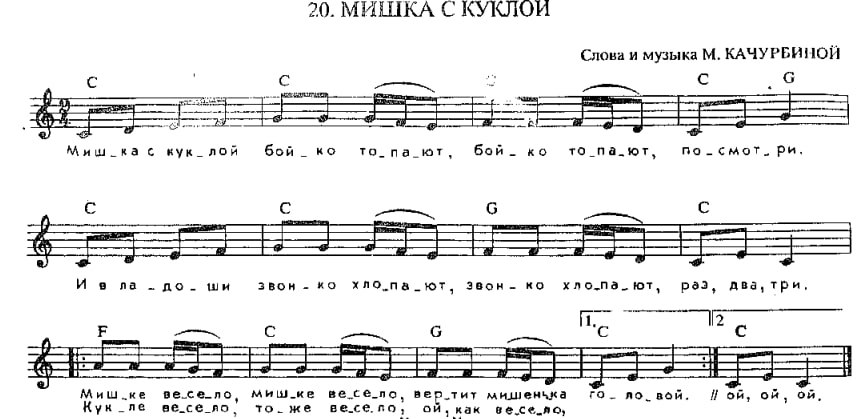 20. МИШКА С КУКЛОЙ
Слова и музыка М. КАЧУРБИНОЙ
C C G C G
2/4
Миш_ка с кук_лой бой_ко то_па_ют, бой_ко то_па_ют, по_смот_ри.
C C G C
И в ла_до_ши звон_ко хло_па_ют, звон_ко хло_па_ют, раз, два, три.
F C G 1. C 2 C
Миш_ке ве_се_ло, миш_ке ве_се_ло, вер_тит мишенька го_ло_вой. // ой, ой, ой.
Кук_ле ве_се_ло, то_же ве_се_ло, ой, как ве_се_ло,